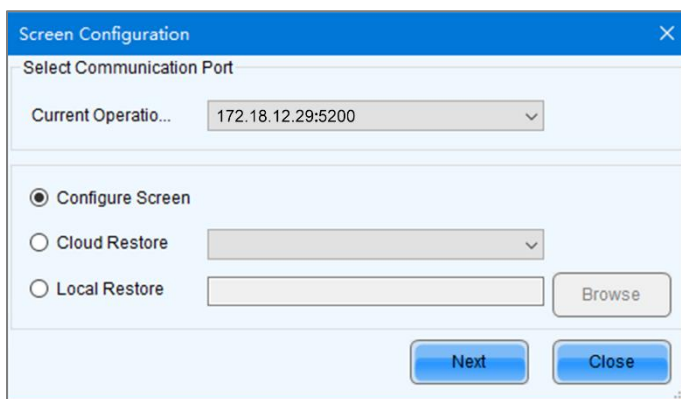 Screen Configuration
Select Communication Port
Current Operatio... 172.18.12.29:5200
Configure Screen
Cloud Restore
Local Restore Browse
Next Close